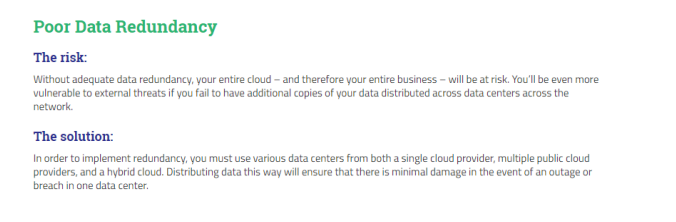 Poor Data Redundancy
The risk:
Without adequate data redundancy, your entire cloud – and therefore your entire business – will be at risk. You'll be even more
vulnerable to external threats if you fail to have additional copies of your data distributed across data centers across the
network.
The solution:
In order to implement redundancy, you must use various data centers from both a single cloud provider, multiple public cloud
providers, and a hybrid cloud. Distributing data this way will ensure that there is minimal damage in the event of an outage or
breach in one data center.